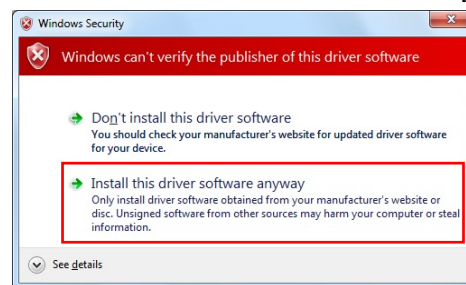 Windows Security
Windows can't verify the publisher of this driver software
Don't install this driver software
You should check your manufacturer's website for updated driver software
for your device.
Install this driver software anyway
Only install driver software obtained from your manufacturer's website or
disc. Unsigned software from other sources may harm your computer or steal
information.
See details